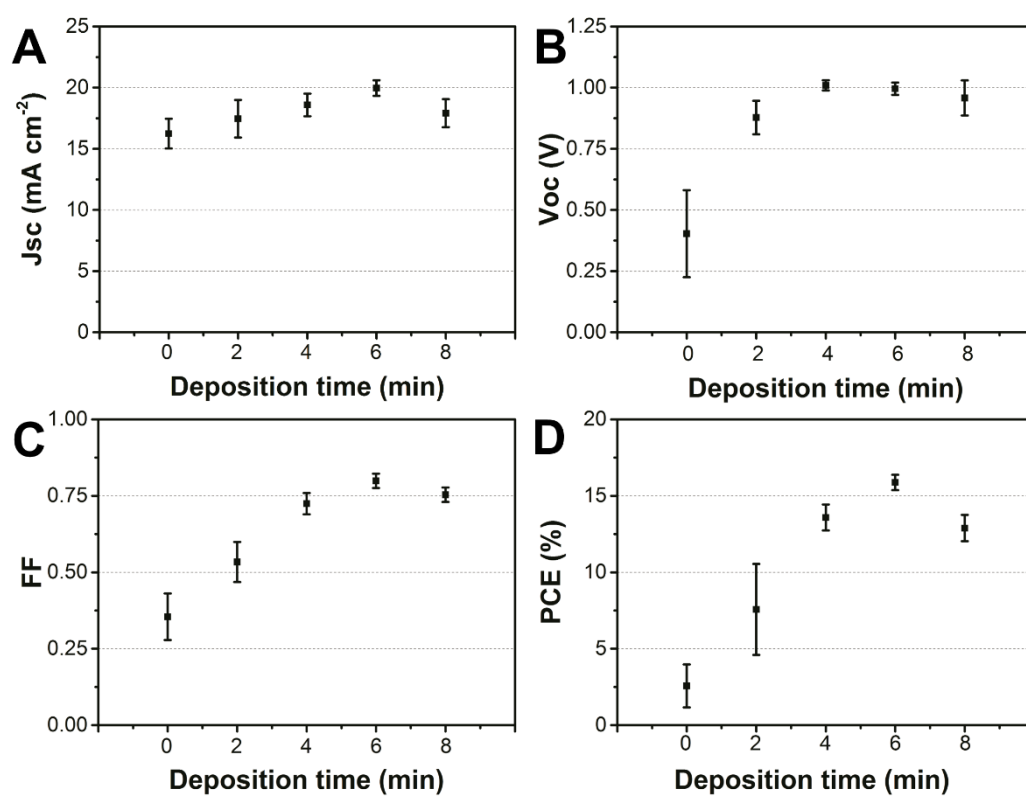 A
Jsc (mA cm-2)
25
20
15
10
5
0
0 2 4 6 8
Deposition time (min)
B
Voc (V)
1.25
1.00
0.75
0.50
0.25
0.00
0 2 4 6 8
Deposition time (min)
C
FF
1.00
0.75
0.50
0.25
0.00
0 2 4 6 8
Deposition time (min)
D
PCE (%)
20
15
10
5
0
0 2 4 6 8
Deposition time (min)